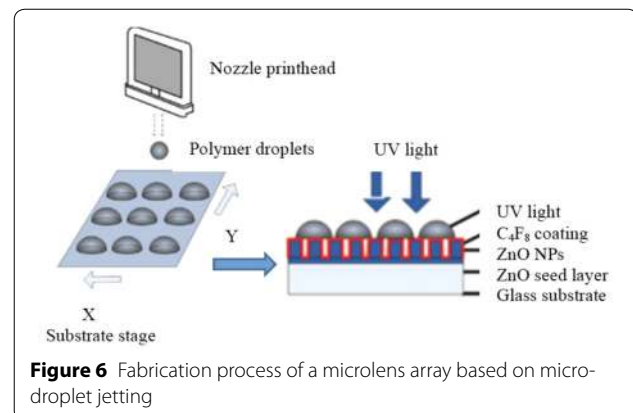 Nozzle printhead
Polymer droplets
UV light
Y
X
Substrate stage
UV light
C₄F₈ coating
ZnO NPs
ZnO seed layer
Glass substrate
Figure 6 Fabrication process of a microlens array based on micro-
droplet jetting